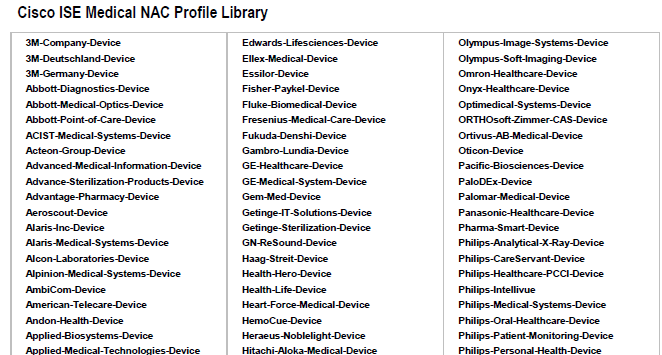 Cisco ISE Medical NAC Profile Library
3M-Company-Device
3M-Deutschland-Device
3M-Germany-Device
Abbott-Diagnostics-Device
Abbott-Medical-Optics-Device
Abbott-Point-of-Care-Device
ACIST-Medical-Systems-Device
Acteon-Group-Device
Advanced-Medical-Information-Device
Advance-Sterilization-Products-Device
Advantage-Pharmacy-Device
Aeroscout-Device
Alaris-Inc-Device
Alaris-Medical-Systems-Device
Alcon-Laboratories-Device
Alpinion-Medical-Systems-Device
AmbiCom-Device
American-Telecare-Device
Andon-Health-Device
Applied-Biosystems-Device
Applied-Medical-Technologies-Device
Edwards-Lifesciences-Device
Ellex-Medical-Device
Essilor-Device
Fisher-Paykel-Device
Fluke-Biomedical-Device
Fresenius-Medical-Care-Device
Fukuda-Denshi-Device
Gambro-Lundia-Device
GE-Healthcare-Device
GE-Medical-System-Device
Gem-Med-Device
Getinge-IT-Solutions-Device
Getinge-Sterilization-Device
GN-ReSound-Device
Haag-Streit-Device
Health-Hero-Device
Health-Life-Device
Heart-Force-Medical-Device
HemoCue-Device
Heraeus-Noblelight-Device
Hitachi-Aloka-Medical-Device
Olympus-Image-Systems-Device
Olympus-Soft-Imaging-Device
Omron-Healthcare-Device
Onyx-Healthcare-Device
Optimedical-Systems-Device
ORTHOsoft-Zimmer-CAS-Device
Ortivus-AB-Medical-Device
Oticon-Device
Pacific-Biosciences-Device
PaloDEx-Device
Palomar-Medical-Device
Panasonic-Healthcare-Device
Pharma-Smart-Device
Philips-Analytical-X-Ray-Device
Philips-CareServant-Device
Philips-Healthcare-PCCI-Device
Philips-Intellivue
Philips-Medical-Systems-Device
Philips-Oral-Healthcare-Device
Philips-Patient-Monitoring-Device
Philips-Personal-Health-Device